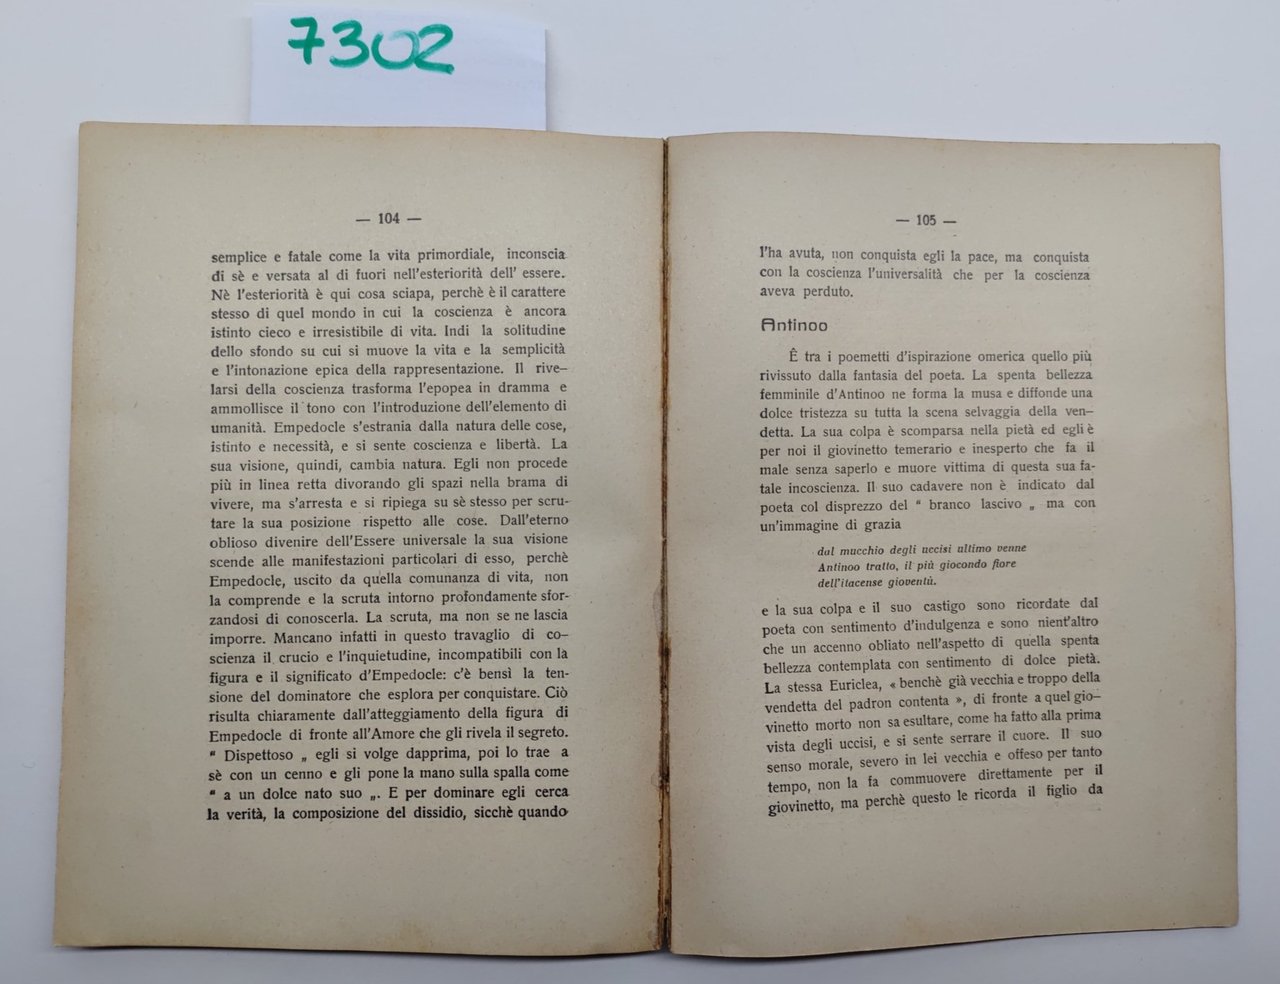 7302
— 104 —
semplice e fatale come la vita primordiale, inconscia
di sè e versata al di fuori nell'esteriorità dell' essere.
Nè l'esteriorità è qui cosa sciapa, perchè è il carattere
stesso di quel mondo in cui la coscienza è ancora
istinto cieco e irresistibile di vita. Indi la solitudine
dello sfondo su cui si muove la vita e la semplicità
e l'intonazione epica della rappresentazione. Il rive-
larsi della coscienza trasforma l'epopea in dramma e
ammollisce il tono con l'introduzione dell'elemento di
umanità. Empedocle s'estrania dalla natura delle cose,
istinto e necessità, e si sente coscienza e libertà. La
sua visione, quindi, cambia natura. Egli non procede
più in linea retta divorando gli spazi nella brama di
vivere, ma s'arresta e si ripiega su sè stesso per scru-
tare la sua posizione rispetto alle cose. Dall'eterno
oblioso divenire dell'Essere universale la sua visione
scende alle manifestazioni particolari di esso, perchè
Empedocle, uscito da quella comunanza di vita, non
la comprende e la scruta intorno profondamente sfor-
zandosi di conoscerla. La scruta, ma non se ne lascia
imporre. Mancano infatti in questo travaglio di co-
scienza il crucio e l'inquietudine, incompatibili con la
figura e il significato d'Empedocle: c'è bensì la ten-
sione del dominatore che esplora per conquistare. Ciò
risulta chiaramente dall'atteggiamento della figura di
Empedocle di fronte all'Amore che gli rivela il segreto.
“ Dispettoso „ egli si volge dapprima, poi lo trae a
sè con un cenno e gli pone la mano sulla spalla come
“ a un dolce nato suo „. E per dominare egli cerca
la verità, la composizione del dissidio, sicchè quando
— 105 —
l'ha avuta, non conquista egli la pace, ma conquista
con la coscienza l'universalità che per la coscienza
aveva perduto.
Antinoo
Ê tra i poemetti d'ispirazione omerica quello più
rivissuto dalla fantasia del poeta. La spenta bellezza
femminile d'Antinoo ne forma la musa e diffonde una
dolce tristezza su tutta la scena selvaggia della ven-
detta. La sua colpa è scomparsa nella pietà ed egli è
per noi il giovinetto temerario e inesperto che fa il
male senza saperlo e muore vittima di questa sua fa-
tale incoscienza. Il suo cadavere non è indicato dal
poeta col disprezzo del “ branco lascivo „ ma con
un'immagine di grazia
dal mucchio degli uccisi ultimo venne
Antinoo tratto, il più giocondo fiore
dell'itacense gioventù.
e la sua colpa e il suo castigo sono ricordate dal
poeta con sentimento d'indulgenza e sono nient'altro
che un accenno obliato nell'aspetto di quella spenta
bellezza contemplata con sentimento di dolce pietà.
La stessa Euriclea, « benchè già vecchia e troppo della
vendetta del padron contenta », di fronte a quel gio-
vinetto morto non sa esultare, come ha fatto alla prima
vista degli uccisi, e si sente serrare il cuore. Il suo
senso morale, severo in lei vecchia e offeso per tanto
tempo, non la fa commuovere direttamente per il
giovinetto, ma perchè questo le ricorda il figlio da